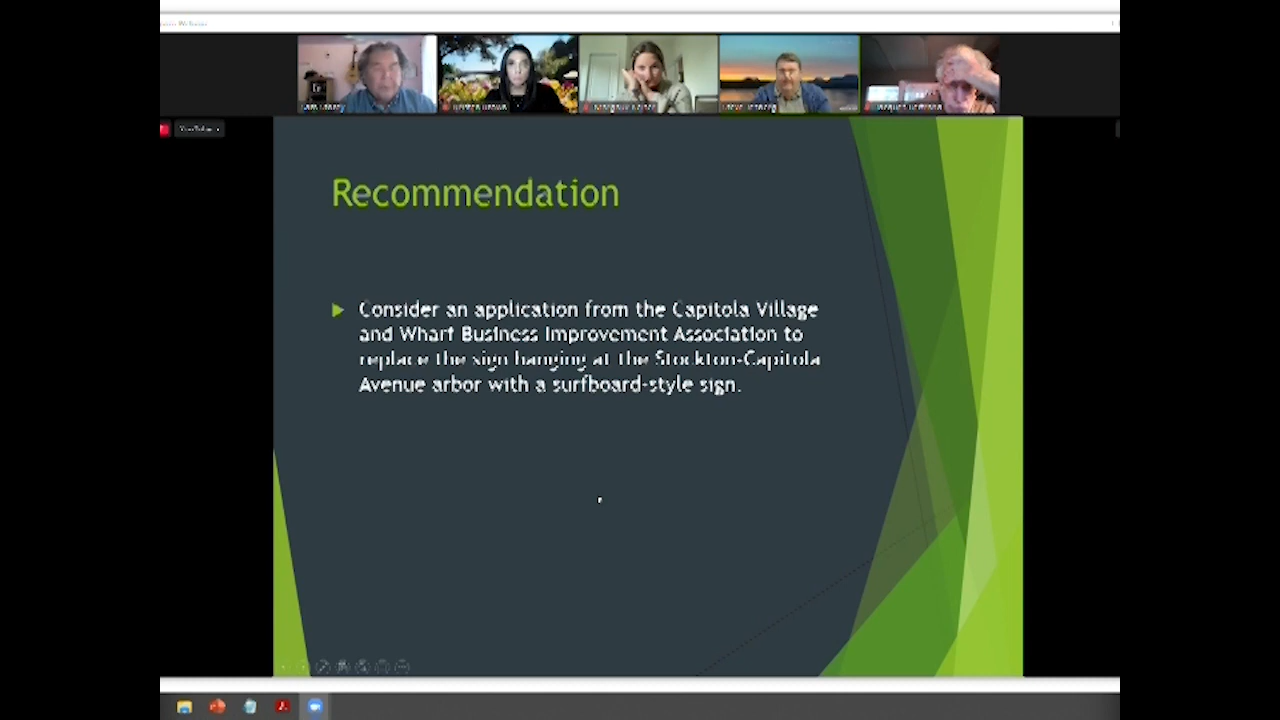 Recommendation
Consider an application from the Capitola Village
and Wharf Business Improvement Association to
replace the sign hanging at the Stockton-Capitola
Avenue arbor with a surfboard-style sign.